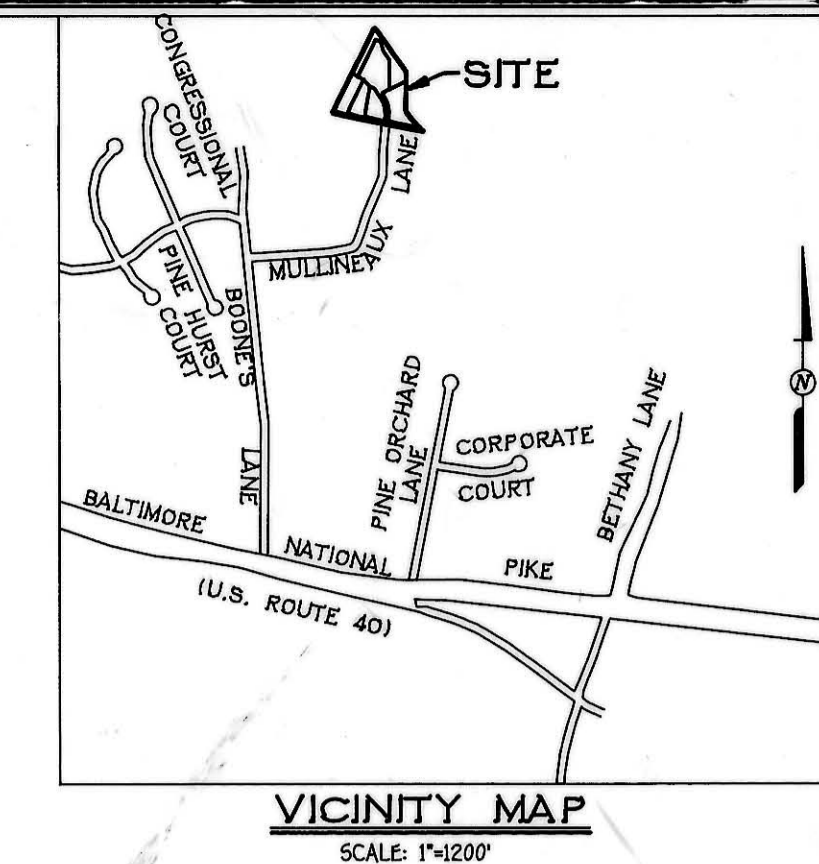 CONGRESSIONAL
COURT
SITE
MULLINEAUX LANE
PINE HURST
COURT
BOONE'S
LANE
PINE ORCHARD
LANE
CORPORATE
COURT
BETHANY LANE
N
BALTIMORE
NATIONAL
PIKE
(U.S. ROUTE 40)
VICINITY MAP
SCALE: 1"=1200'